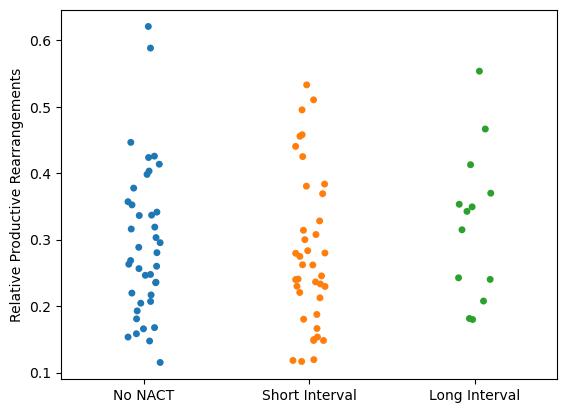 Relative Productive Rearrangements
0.6
0.5
0.4
0.3
0.2
0.1
No NACT
Short Interval
Long Interval